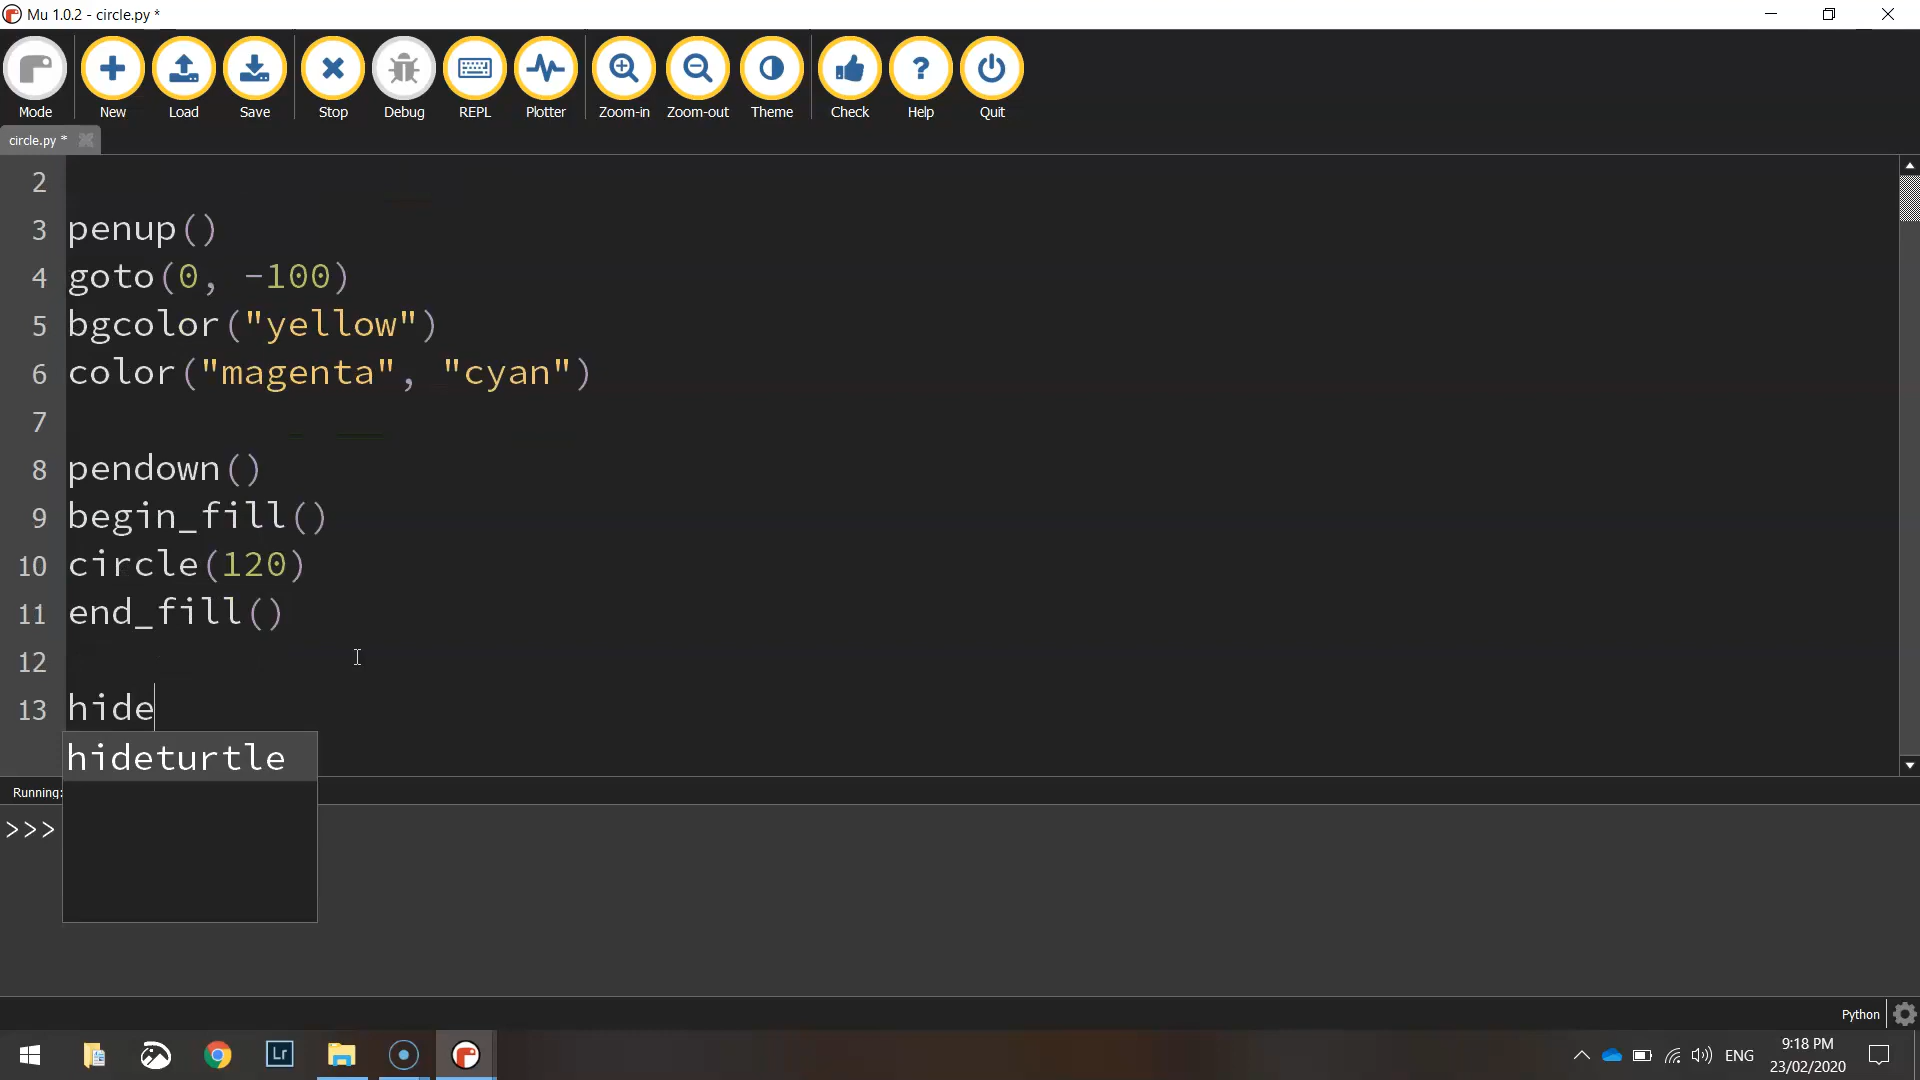 Mu 1.0.2 - circle.py *
Mode New Load Save Stop Debug REPL Plotter Zoom-in Zoom-out Theme Check Help Quit
circle.py *
2
3 penup()
4 goto(0, -100)
5 bgcolor("yellow")
6 color("magenta", "cyan")
7
8 pendown()
9 begin_fill()
10 circle(120)
11 end_fill()
12
13 hide
hideturtle
Running:
>>>
Python
Lr
ENG
9:18 PM
23/02/2020